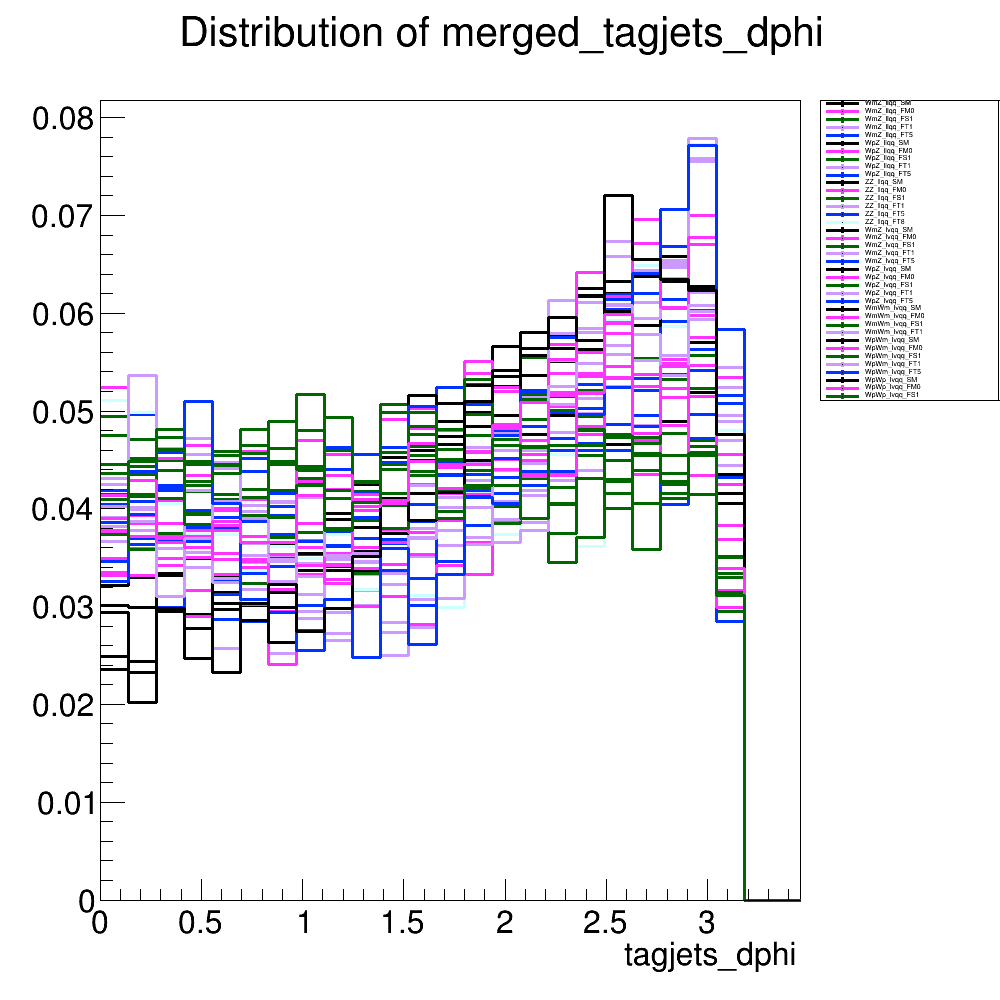 Distribution of merged_tagjets_dphi
0.08
0.07
0.06
0.05
0.04
0.03
0.02
0.01
0
0
0.5
1
1.5
2
2.5
3
tagjets_dphi
WmZ_llqq_SM
WmZ_llqq_FM0
WmZ_llqq_FS1
WmZ_llqq_FT1
WmZ_llqq_FT5
WpZ_llqq_SM
WpZ_llqq_FM0
WpZ_llqq_FS1
WpZ_llqq_FT1
WpZ_llqq_FT5
ZZ_llqq_SM
ZZ_llqq_FM0
ZZ_llqq_FS1
ZZ_llqq_FT1
ZZ_llqq_FT5
ZZ_llqq_FT8
WmZ_lvqq_SM
WmZ_lvqq_FM0
WmZ_lvqq_FS1
WmZ_lvqq_FT1
WmZ_lvqq_FT5
WpZ_lvqq_SM
WpZ_lvqq_FM0
WpZ_lvqq_FS1
WpZ_lvqq_FT1
WpZ_lvqq_FT5
WmWm_lvqq_SM
WmWm_lvqq_FM0
WmWm_lvqq_FS1
WmWm_lvqq_FT1
WpWm_lvqq_SM
WpWm_lvqq_FM0
WpWm_lvqq_FS1
WpWm_lvqq_FT1
WpWm_lvqq_FT5
WpWp_lvqq_SM
WpWp_lvqq_FM0
WpWp_lvqq_FS1